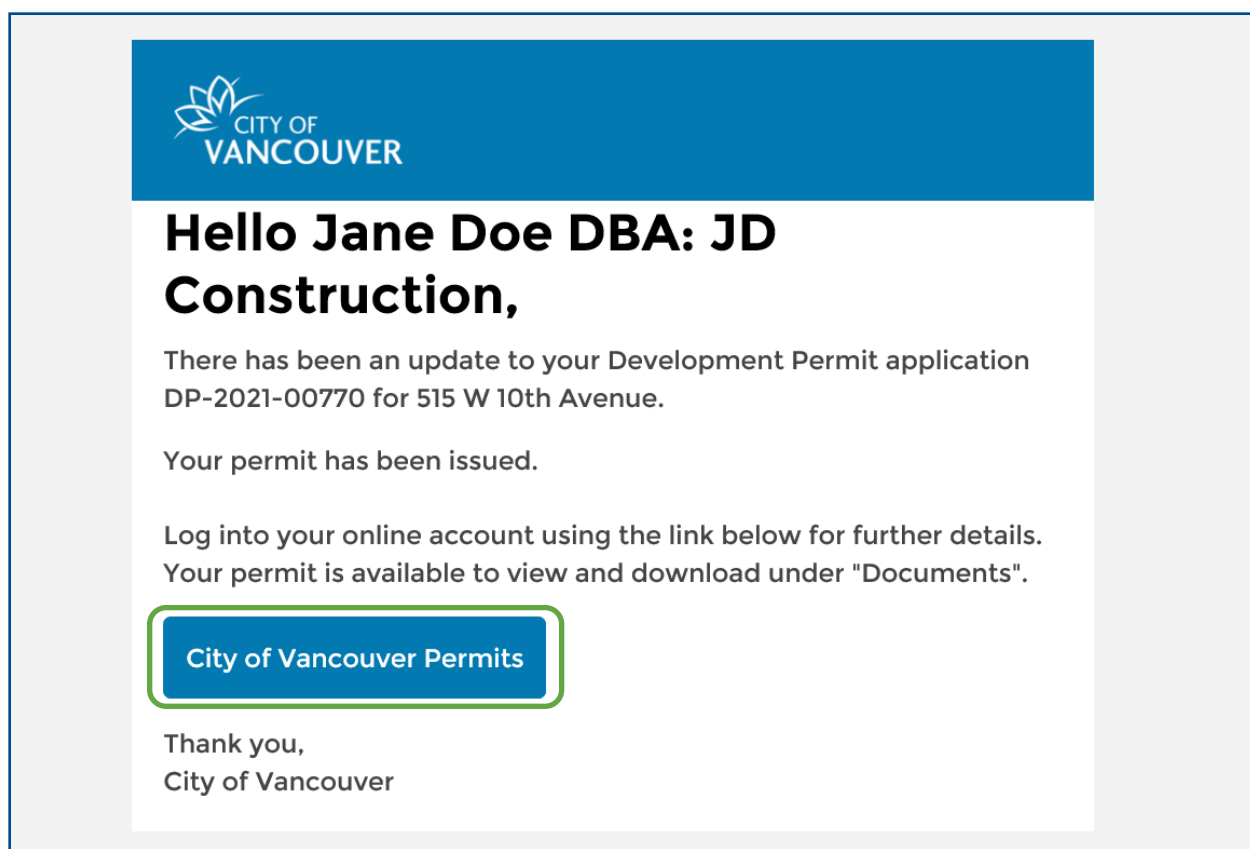 CITY OF
VANCOUVER
Hello Jane Doe DBA: JD
Construction,
There has been an update to your Development Permit application
DP-2021-00770 for 515 W 10th Avenue.
Your permit has been issued.
Log into your online account using the link below for further details.
Your permit is available to view and download under "Documents".
City of Vancouver Permits
Thank you,
City of Vancouver